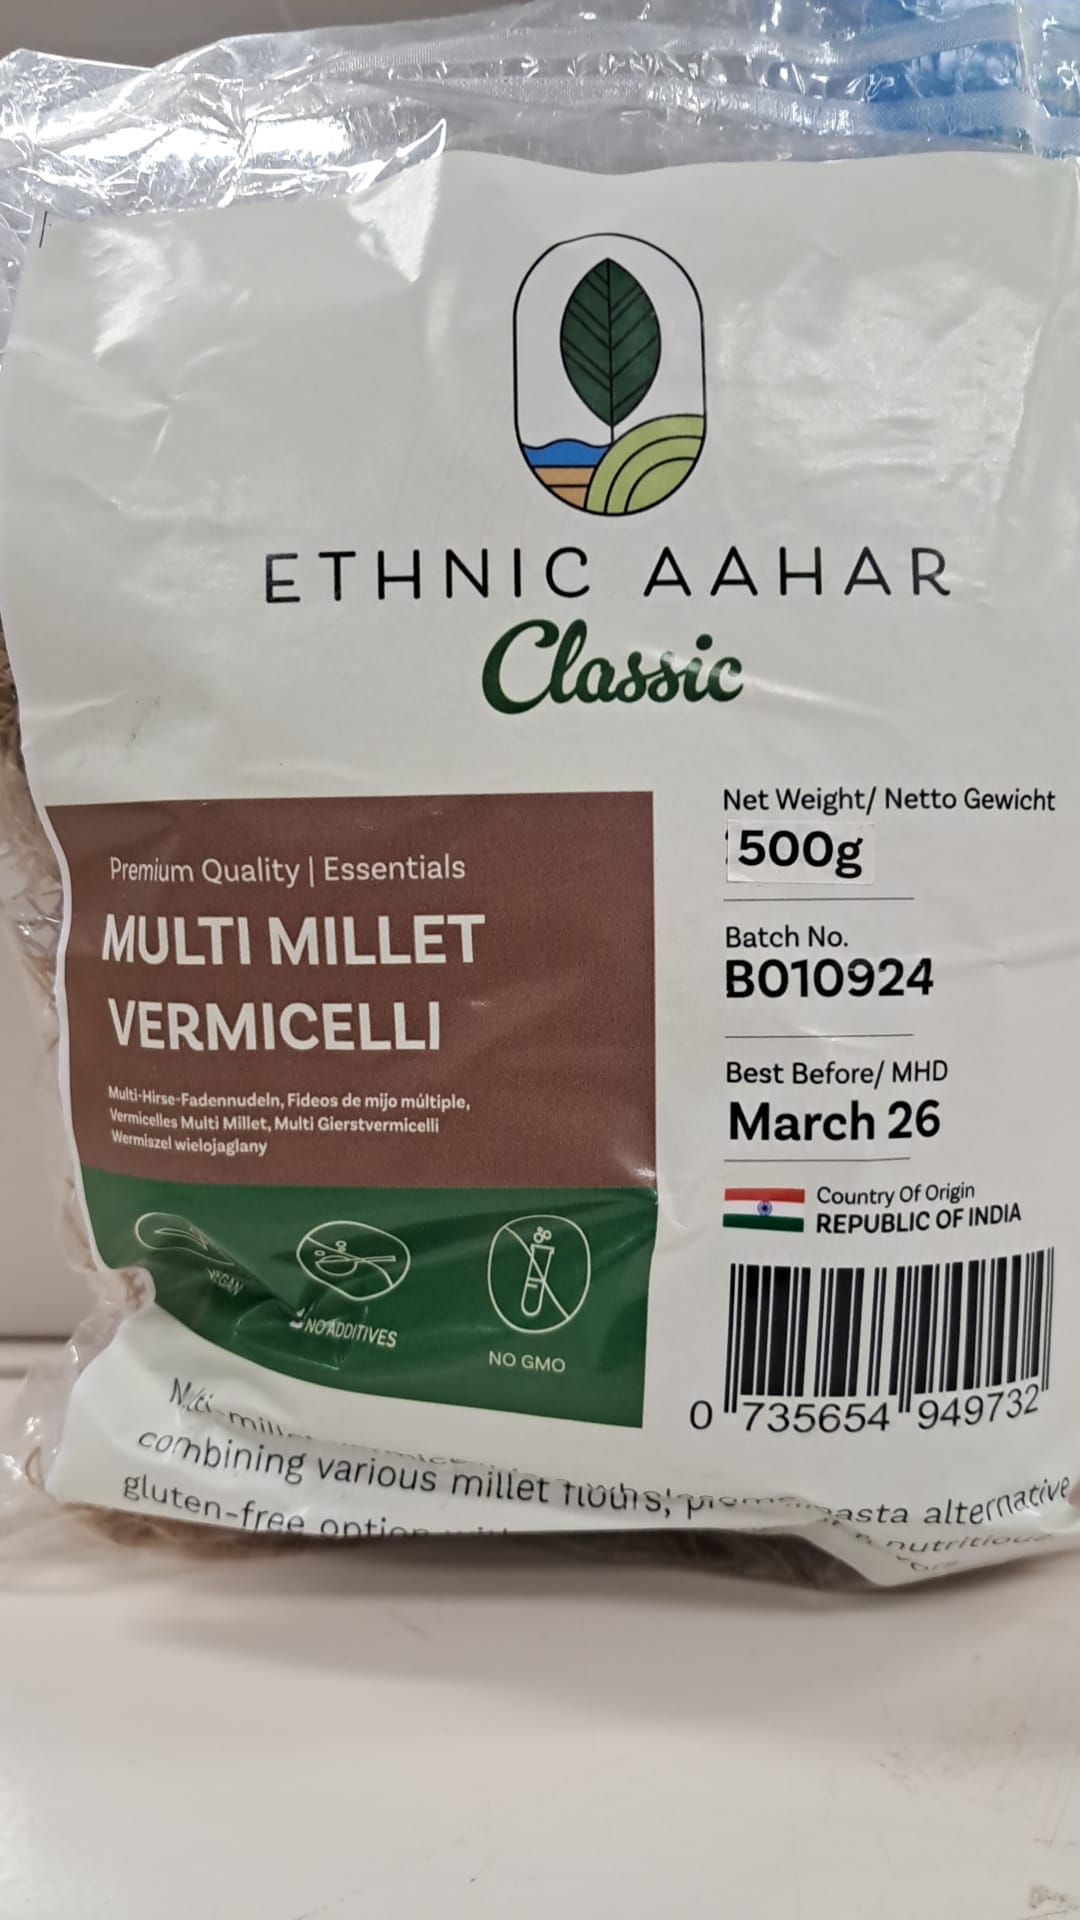 ETHNIC AAHAR
Classic
Premium Quality | Essentials
MULTI MILLET
VERMICELLI
Multi-Hirse-Fadennudeln, Fideos de mijo múltiple,
Vermicelles Multi Millet, Multi Gierstvermicelli
Wermiszel wielojaglany
VEGAN
NO ADDITIVES
NO GMO
Net Weight/ Netto Gewicht
500g
Batch No.
B010924
Best Before/ MHD
March 26
Country Of Origin
REPUBLIC OF INDIA
0 735654 949732
combining various millet flours, pasta alternative
gluten-free option